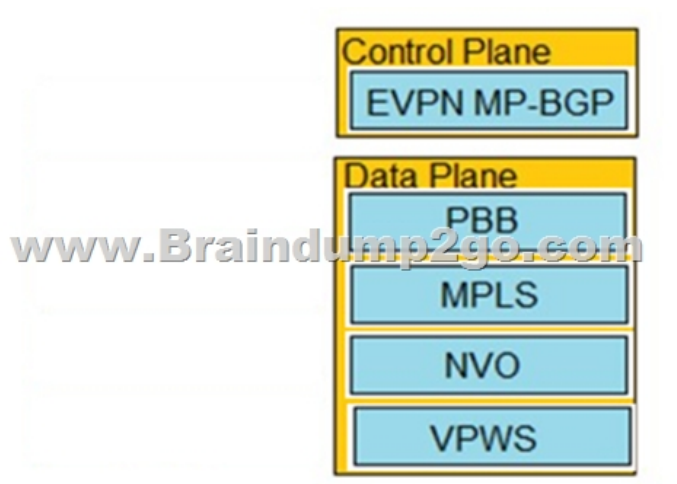 Control Plane
EVPN MP-BGP
Data Plane
PBB
www.Braindump2go.com
MPLS
NVO
VPWS